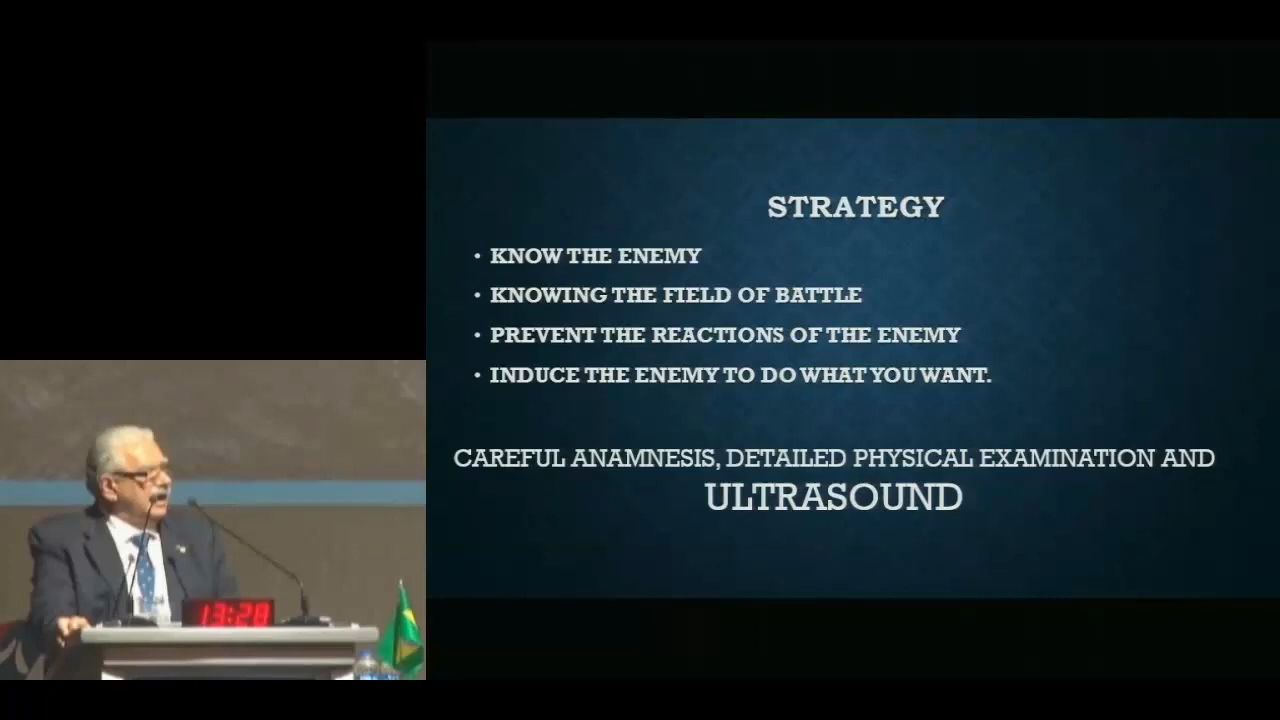 STRATEGY
• KNOW THE ENEMY
• KNOWING THE FIELD OF BATTLE
• PREVENT THE REACTIONS OF THE ENEMY
• INDUCE THE ENEMY TO DO WHAT YOU WANT.
CAREFUL ANAMNESIS, DETAILED PHYSICAL EXAMINATION AND
ULTRASOUND
13:28